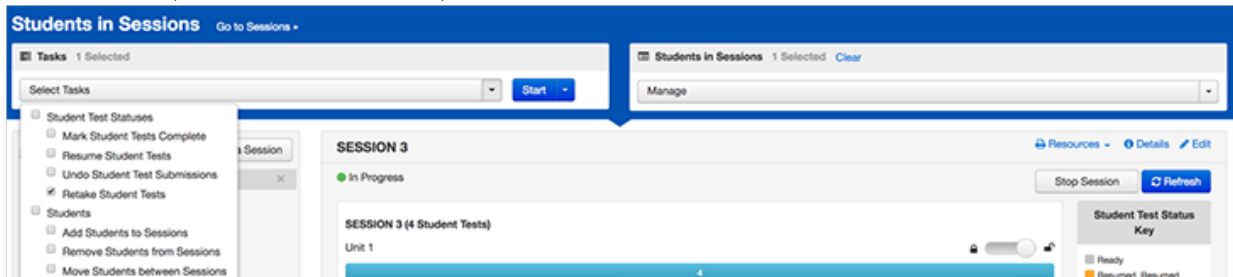 Students in Sessions Go to Sessions
Tasks 1 Selected
Students in Sessions 1 Selected Clear
Select Tasks
Start
Manage
Student Test Statuses
Mark Student Tests Complete
Resume Student Tests
Undo Student Test Submissions
Retake Student Tests
Students
Add Students to Sessions
Remove Students from Sessions
Move Students between Sessions
a Session
SESSION 3
Resources Details Edit
In Progress
Stop Session Refresh
SESSION 3 (4 Student Tests)
Unit 1
4
Student Test Status
Key
Ready
Resumed, Resumed